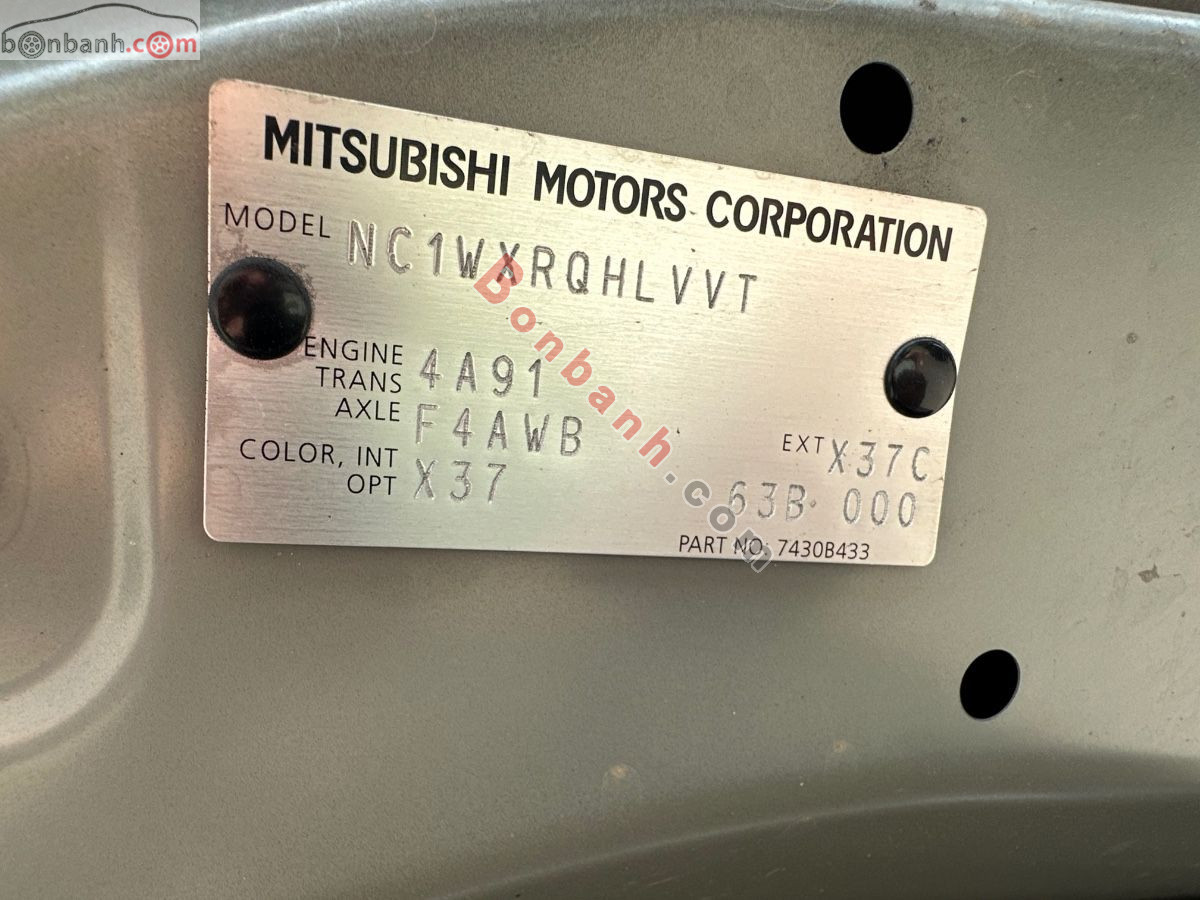 bonbanh.com
MITSUBISHI MOTORS CORPORATION
MODEL NC1WXRQHLVVT
ENGINE 4A91
TRANS
AXLE F4AWB
COLOR, INT X37 EXT X37C
OPT 63B 000
PART NO; 7430B433
Bonbanh.com